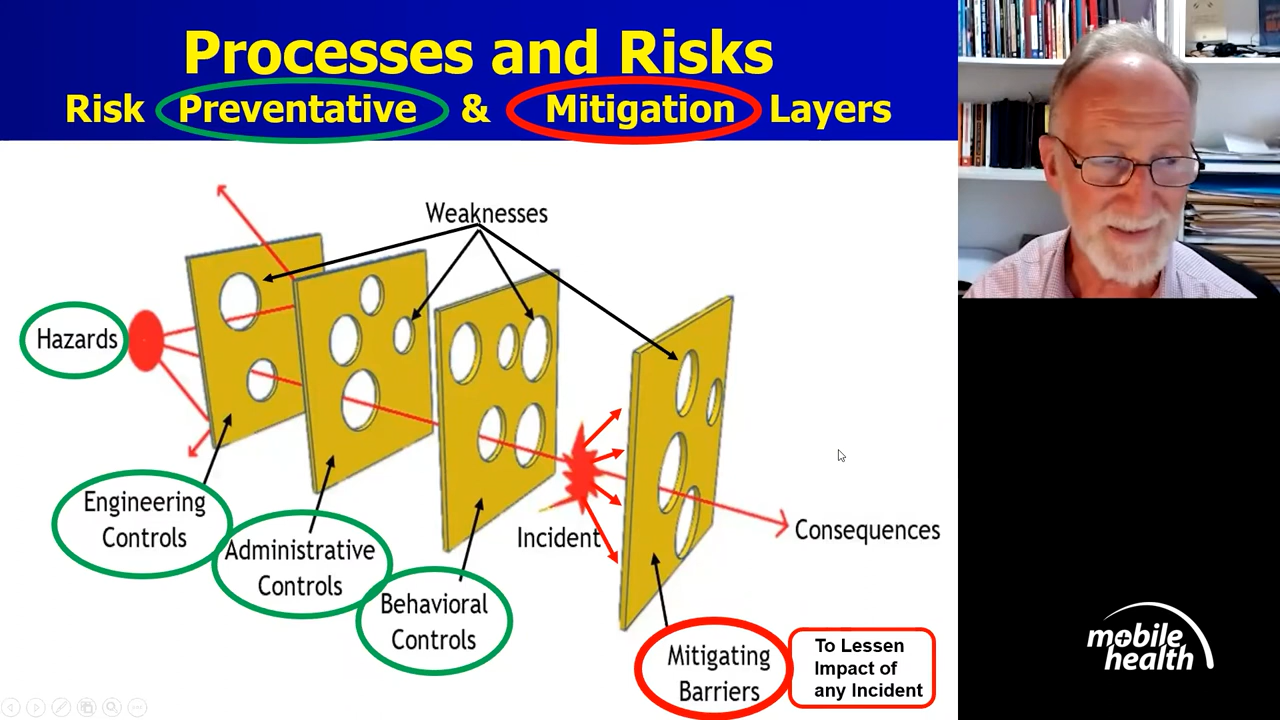 Processes and Risks
Risk Preventative & Mitigation Layers
Weaknesses
Hazards
Engineering
Controls
Administrative
Controls
Behavioral
Controls
Incident
Consequences
Mitigating
Barriers
To Lessen
Impact of
any Incident
mobile
health